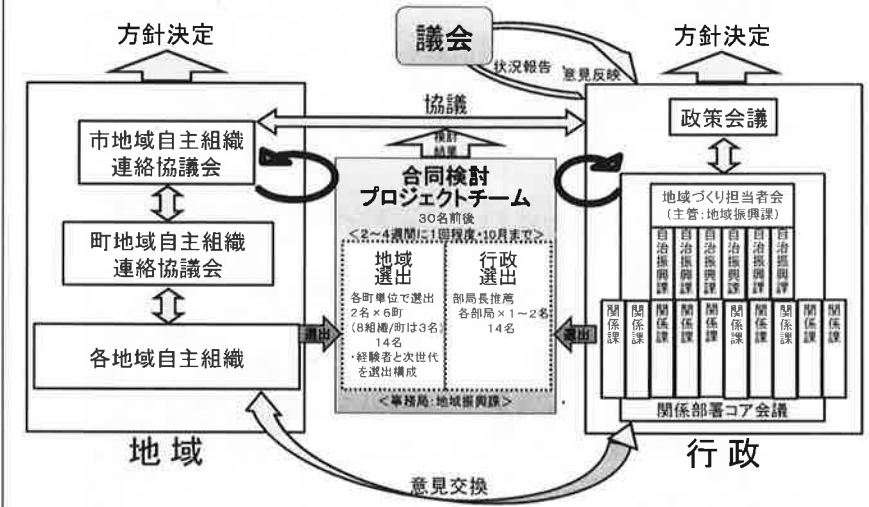 方針決定
議会
方針決定
状況報告
意見反映
協議
市地域自主組織
連絡協議会
町地域自主組織
連絡協議会
各地域自主組織
地域
検討
結果
合同検討
プロジェクトチーム
30名前後
<2~4週間に1回程度・10月まで>
地域
選出
各町単位で選出
2名×6町
(8組織/町は3名)
14名
・経験者と次世代
を選出構成
行政
選出
部局長推薦
各部局×1~2名
14名
<事務局:地域振興課>
選出
選出
政策会議
地域づくり担当者会
(主管:地域振興課)
自治振興課
自治振興課
自治振興課
自治振興課
自治振興課
自治振興課
関係課
関係課
関係課
関係課
関係課
関係課
関係課
関係課
関係課
関係部署コア会議
行政
意見交換